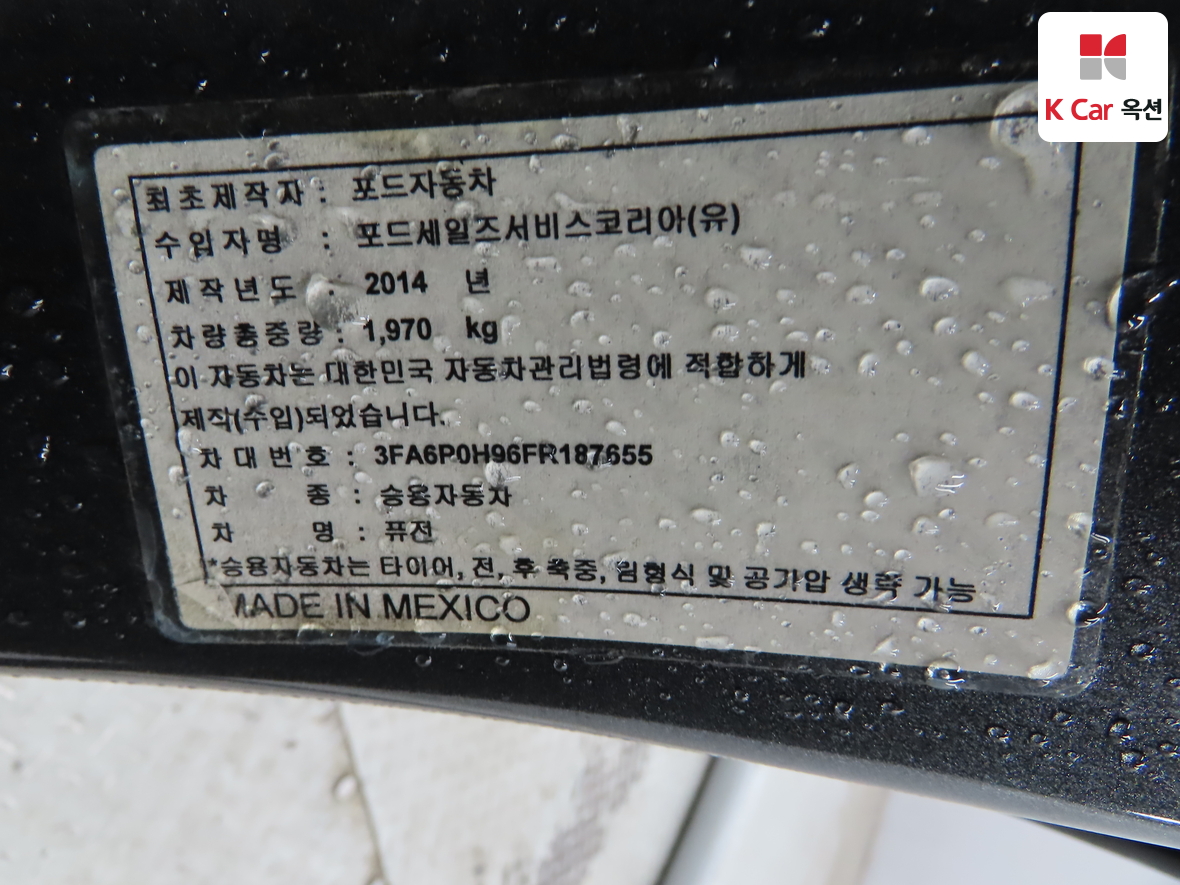 K Car 옥션
최초제작자 : 포드자동차
수입자명 : 포드세일즈서비스코리아(유)
제작년도 : 2014 년
차량총중량 : 1,970 kg
이 자동차는 대한민국 자동차관리법령에 적합하게
제작(수입)되었습니다.
차대번호 : 3FA6P0H96FR187655
차 종 : 승용자동차
차 명 : 퓨전
*승용자동차는 타이어, 전, 후 축중, 림형식 및 공기압 생략 가능
MADE IN MEXICO